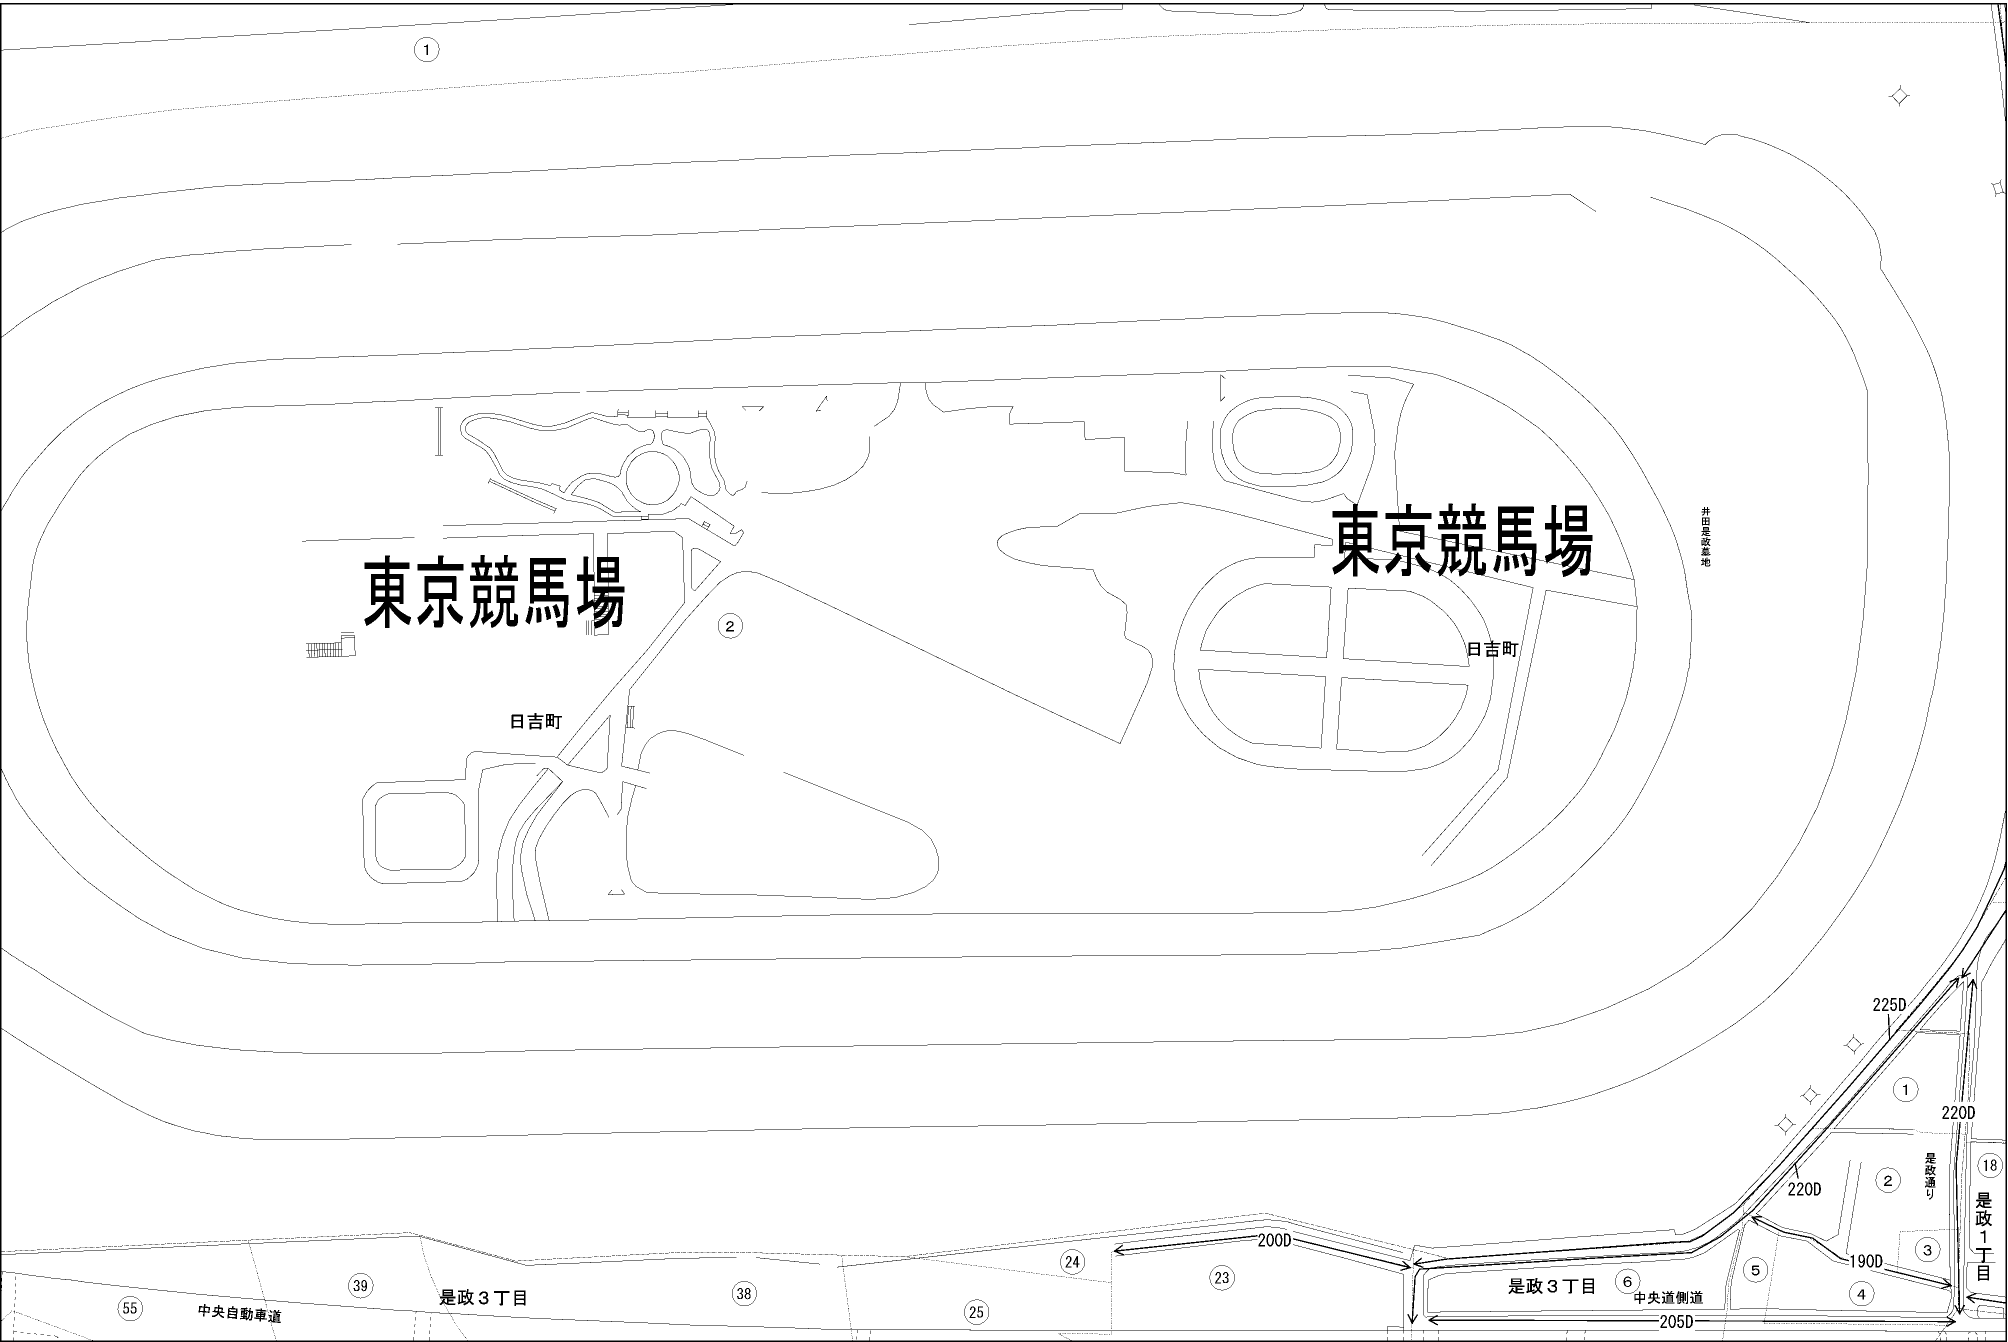 1
東京競馬場
井田是政墓地
東京競馬場
2
日吉町
日吉町
225D
1
220D
是政通り
18
2
220D
是政1丁目
200D
3
24
190D
5
23
6
39
是政3丁目
4
38
是政3丁目
中央道側道
55
中央自動車道
25
205D